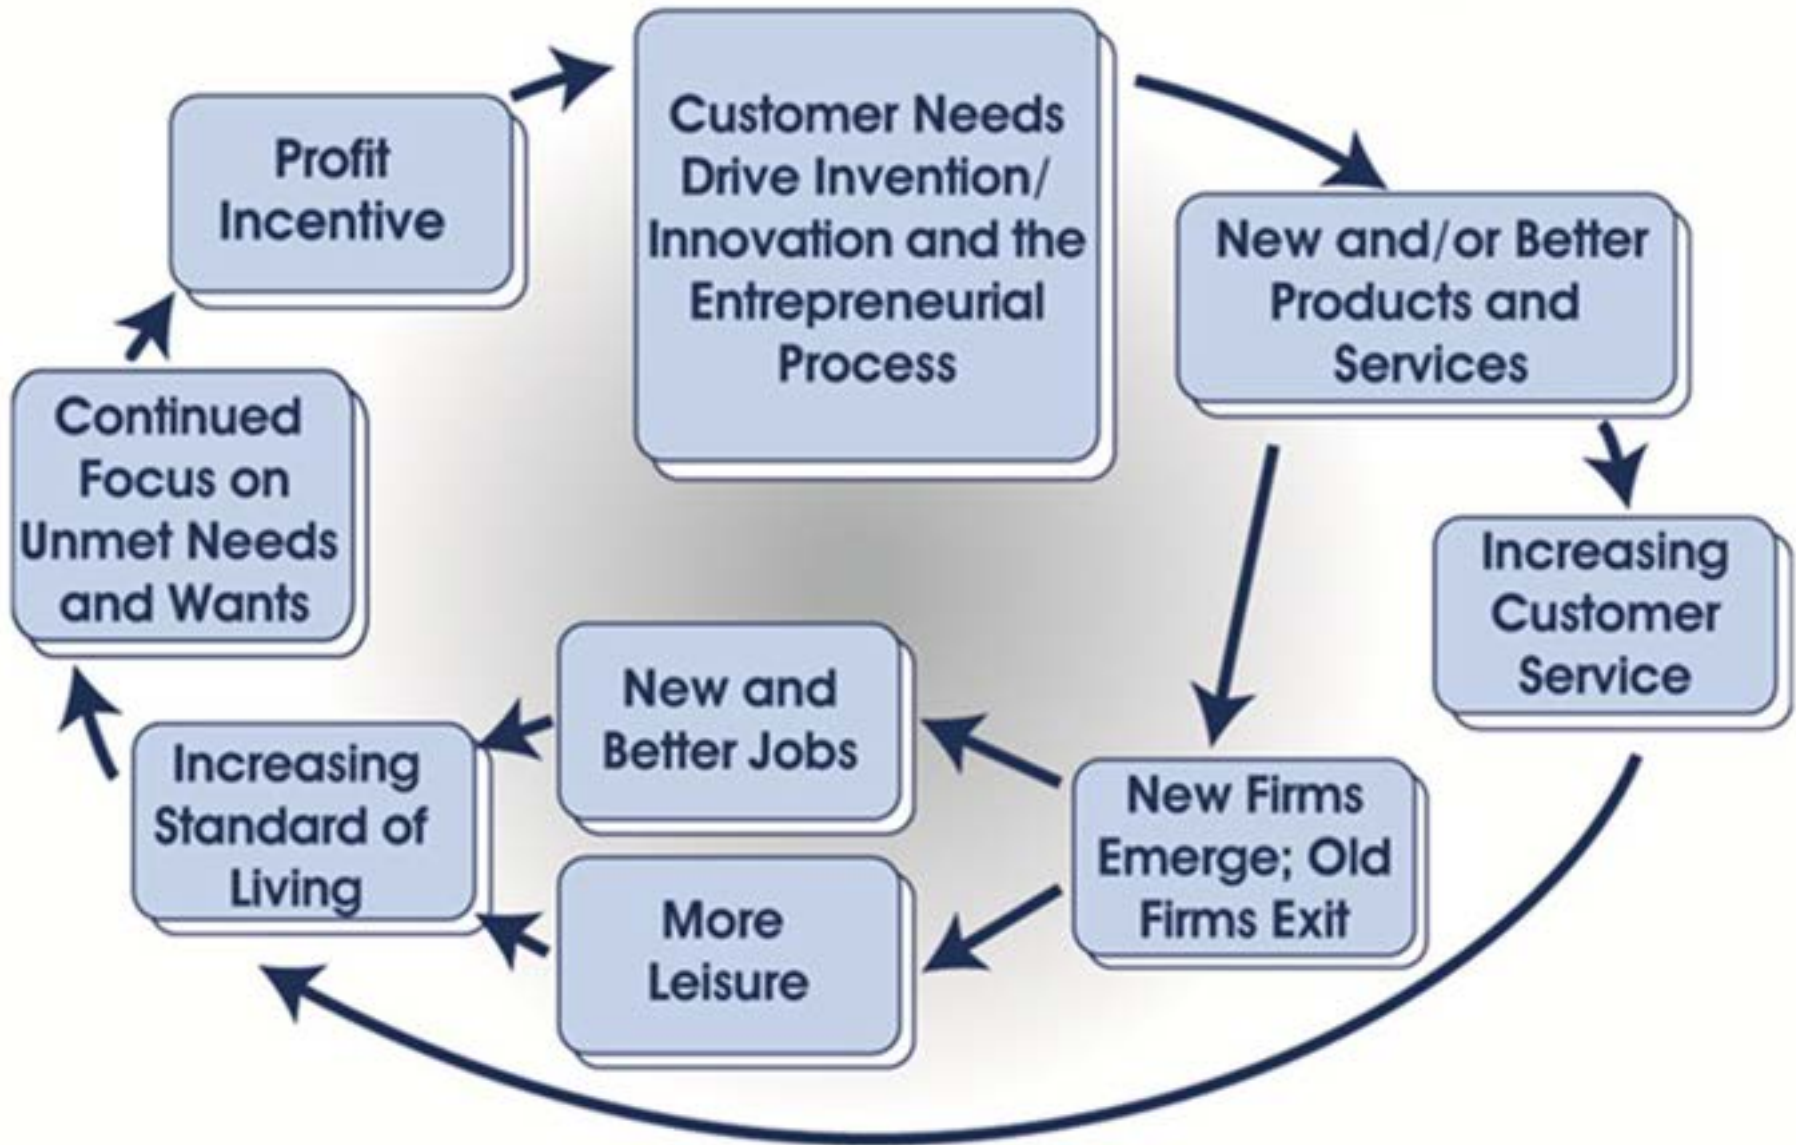 Profit
Incentive
Customer Needs
Drive Invention/
Innovation and the
Entrepreneurial
Process
New and/or Better
Products and
Services
Increasing
Customer
Service
New Firms
Emerge; Old
Firms Exit
New and
Better Jobs
More
Leisure
Increasing
Standard of
Living
Continued
Focus on
Unmet Needs
and Wants